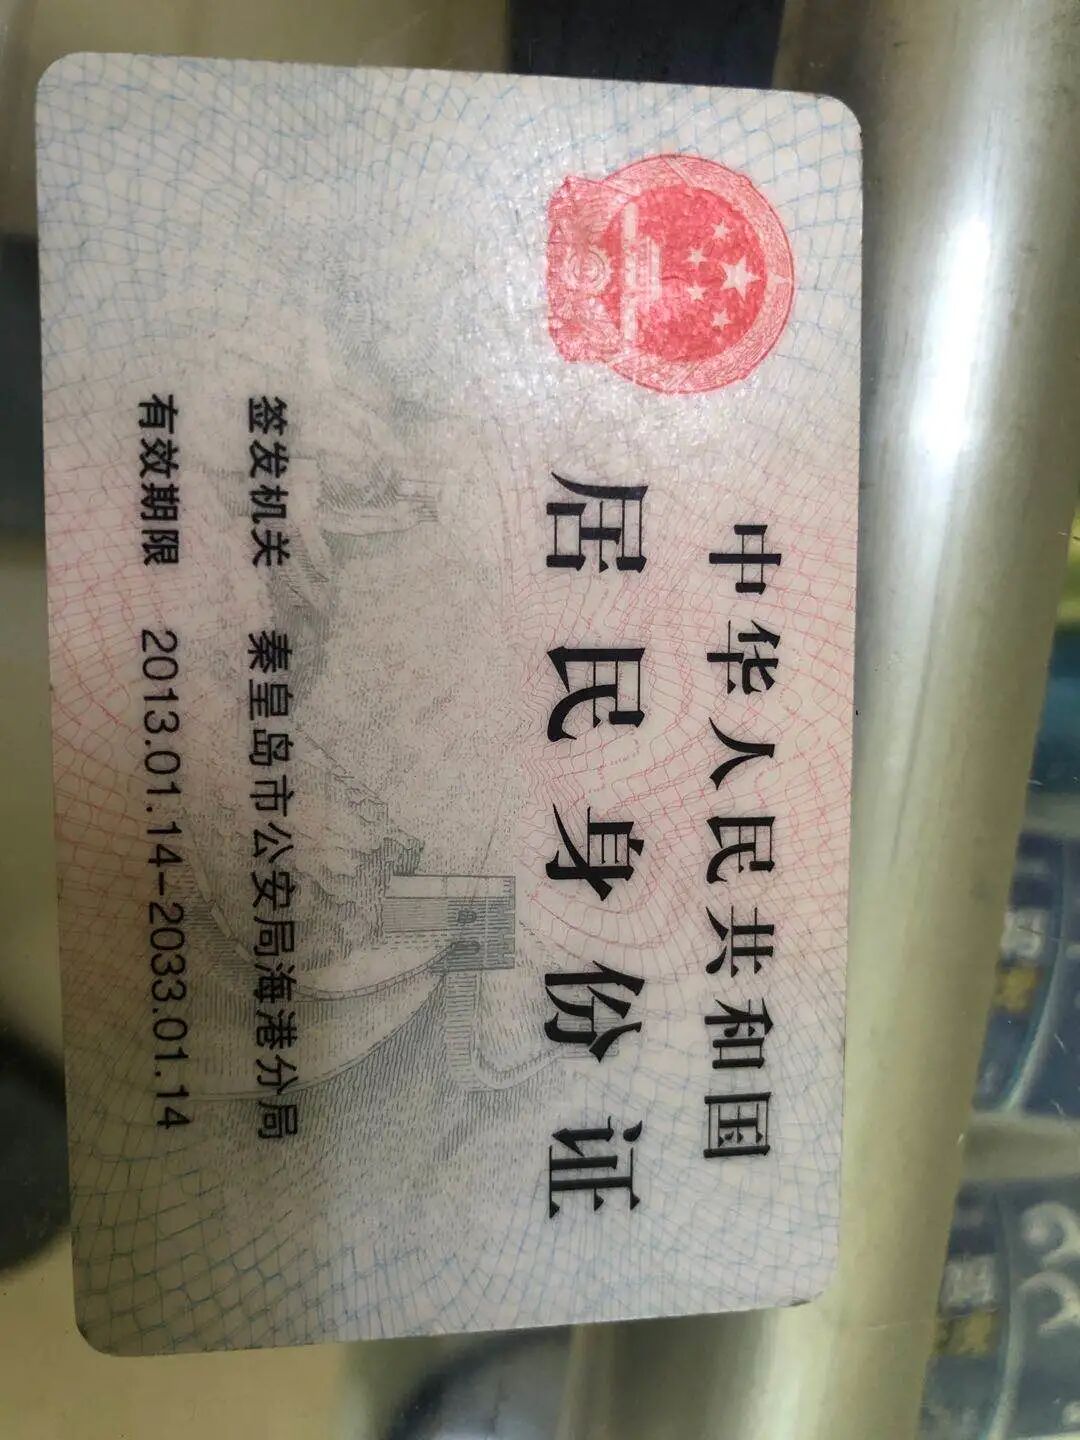 中华人民共和国
居民身份证
签发机关 秦皇岛市公安局海港分局
有效期限 2013.01.14-2033.01.14